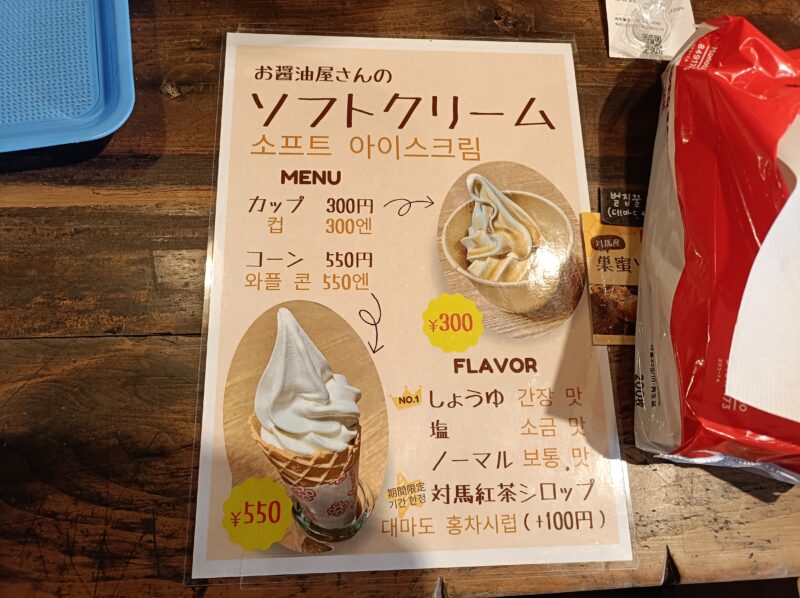 お醤油屋さんの
ソフトクリーム
소프트 아이스크림
MENU
カップ 300円
컵 300엔
コーン 550円
와플 콘 550엔
¥300
FLAVOR
NO.1 しょうゆ 간장 맛
塩 소금 맛
ノーマル 보통 맛
期間限定 対馬紅茶シロップ
기간 한정
대마도 홍차시럽 (+100円)
¥550
벌집꿀
対馬産
巣蜜